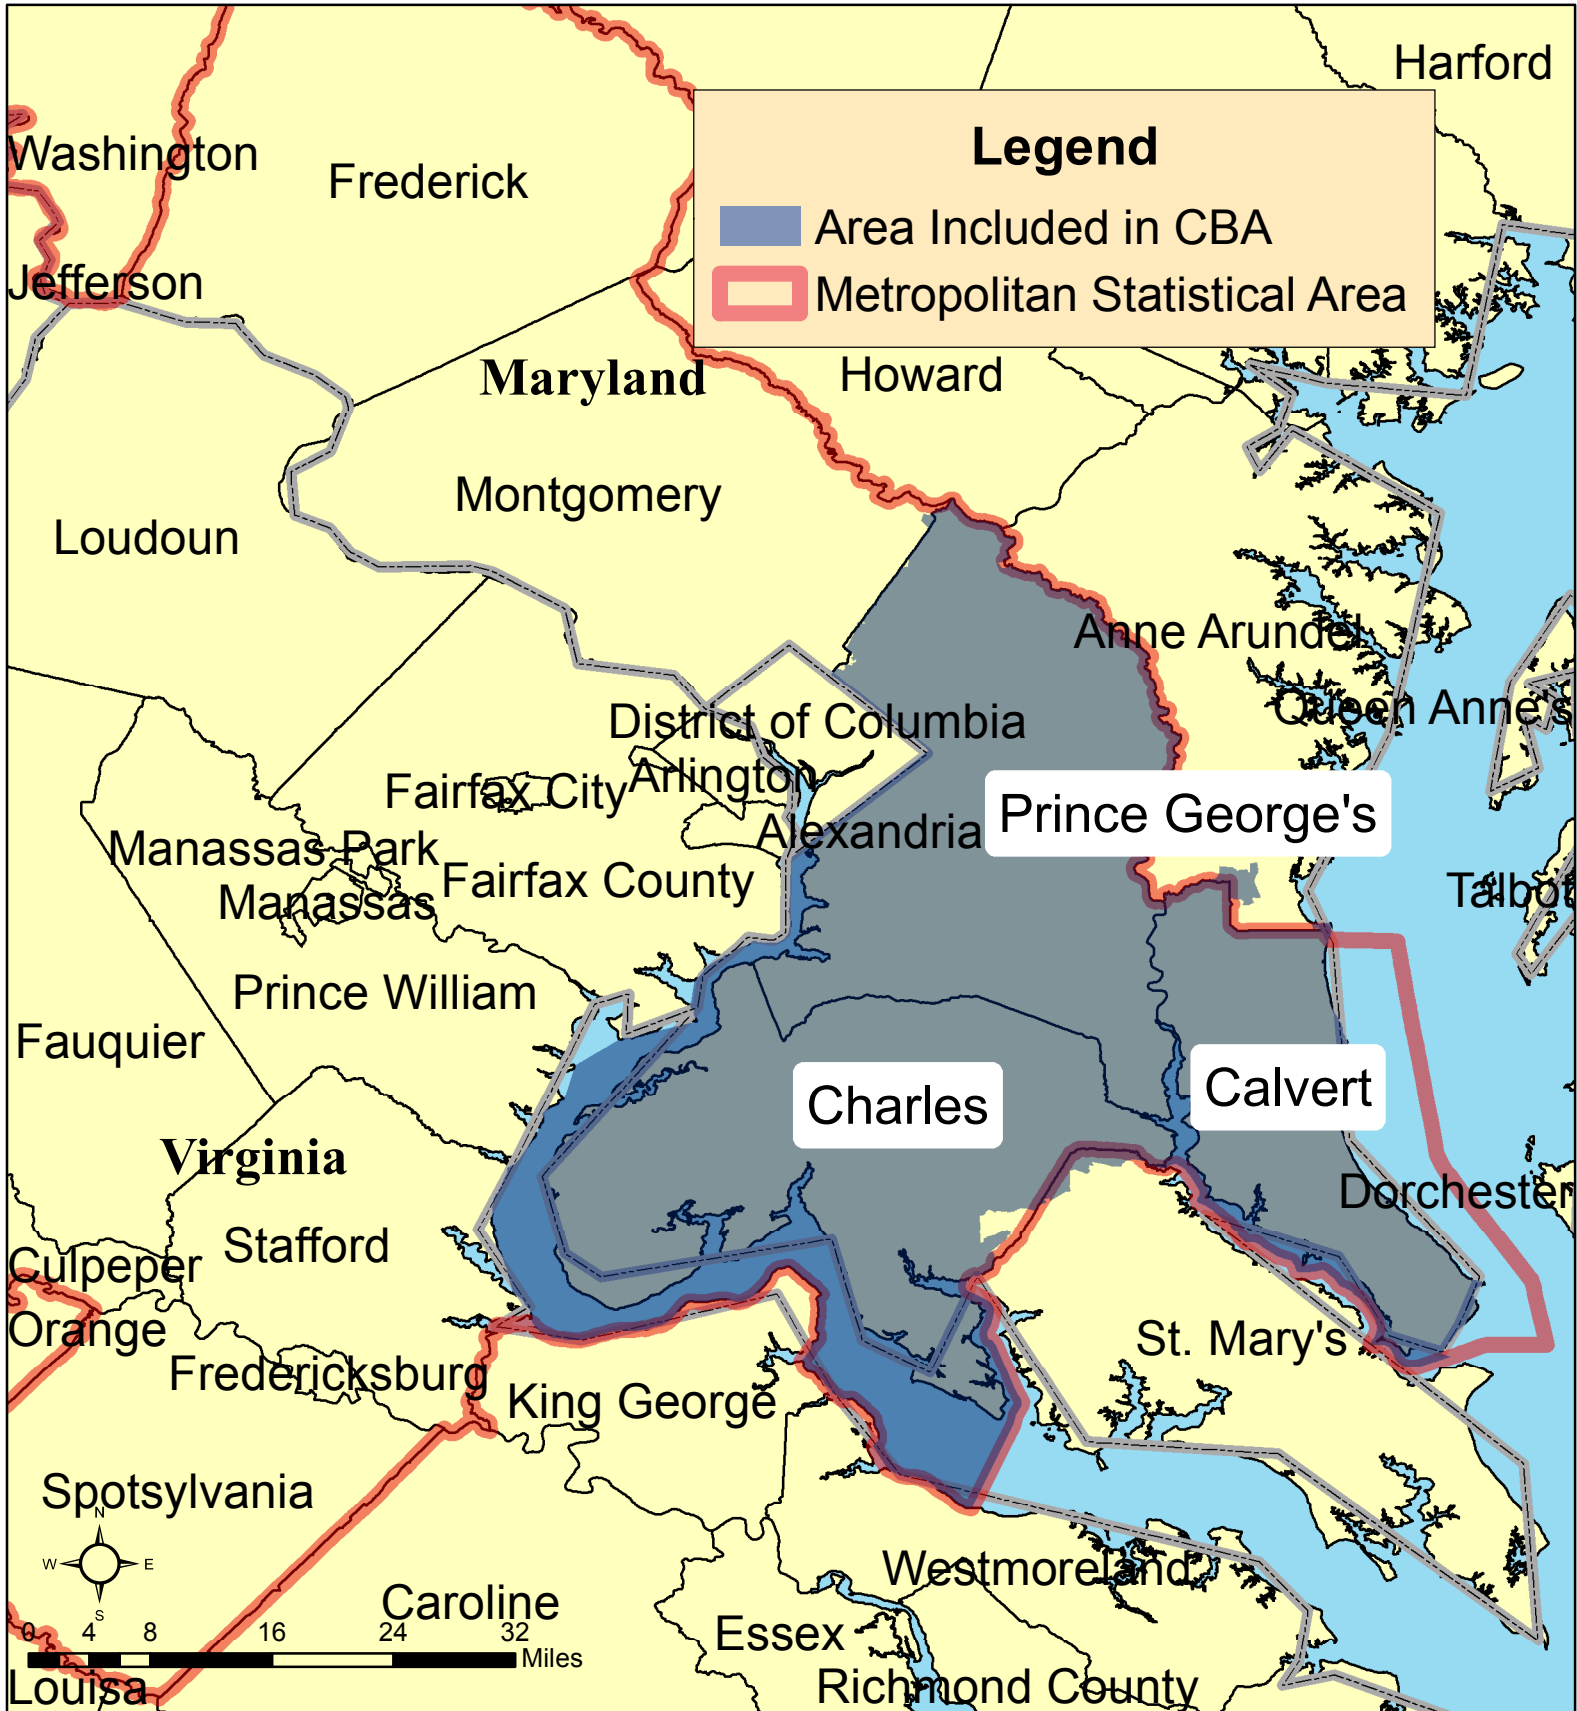 Harford
Legend
Washington
Frederick
Area Included in CBA
Jefferson
Metropolitan Statistical Area
Maryland
Howard
Montgomery
Loudoun
Anne Arundel
Queen Anne's
District of Columbia
Fairfax City
Arlington
Prince George's
Alexandria
Manassas Park
Fairfax County
Manassas
Talbot
Prince William
Fauquier
Calvert
Charles
Virginia
Dorchester
Stafford
Culpeper
Orange
St. Mary's
Fredericksburg
King George
Spotsylvania
N
W E
S
Westmoreland
Caroline
Essex
0 4 8 16 24 32
Miles
Louisa
Richmond County